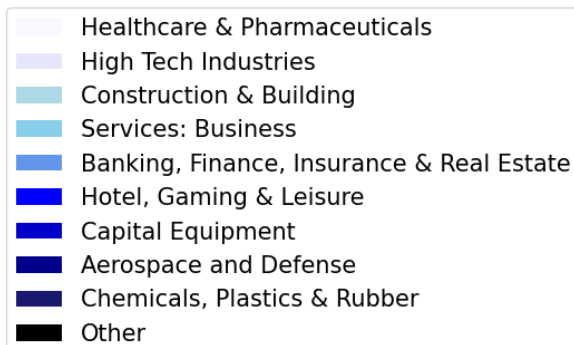 Healthcare & Pharmaceuticals
High Tech Industries
Construction & Building
Services: Business
Banking, Finance, Insurance & Real Estate
Hotel, Gaming & Leisure
Capital Equipment
Aerospace and Defense
Chemicals, Plastics & Rubber
Other